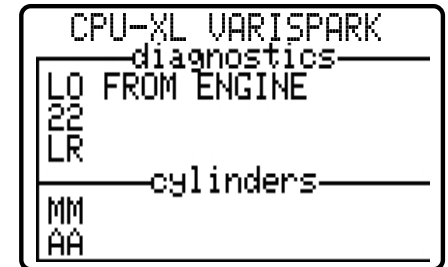 CPU-XL VARISPARK
diagnostics
LO FROM ENGINE
22
LR
cylinders
MM
AA